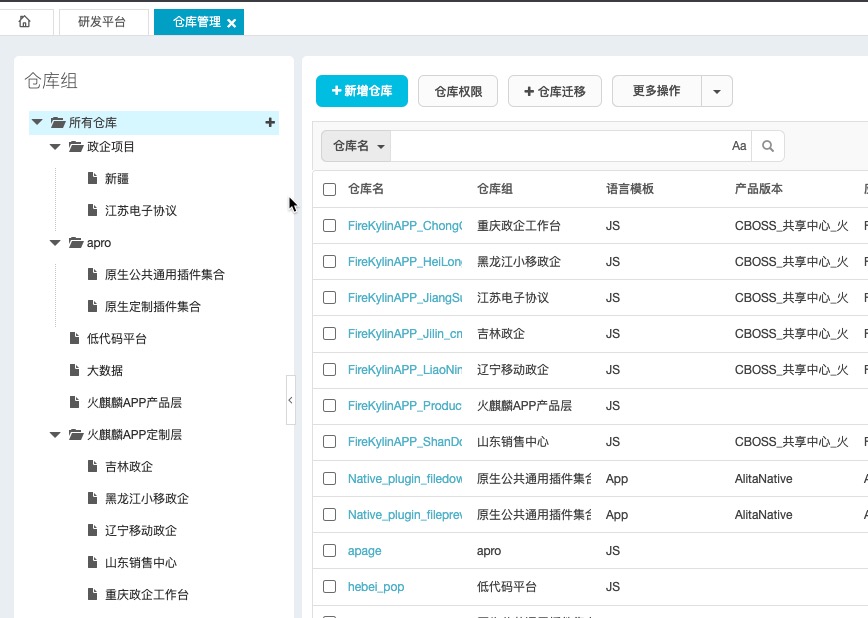 研发平台
仓库管理
仓库组
所有仓库
政企项目
新疆
江苏电子协议
apro
原生公共通用插件集合
原生定制插件集合
低代码平台
大数据
火麒麟APP产品层
火麒麟APP定制层
吉林政企
黑龙江小移政企
辽宁移动政企
山东销售中心
重庆政企工作台
新增仓库 仓库权限 仓库迁移 更多操作
仓库名 Aa
仓库名 仓库组 语言模板 产品版本
FireKylinAPP_Chong 重庆政企工作台 JS CBOSS_共享中心_火
FireKylinAPP_HeiLon 黑龙江小移政企 JS CBOSS_共享中心_火
FireKylinAPP_JiangSu 江苏电子协议 JS CBOSS_共享中心_火
FireKylinAPP_Jilin_cm 吉林政企 JS CBOSS_共享中心_火
FireKylinAPP_LiaoNin 辽宁移动政企 JS CBOSS_共享中心_火
FireKylinAPP_Produc 火麒麟APP产品层 JS
FireKylinAPP_ShanDo 山东销售中心 JS CBOSS_共享中心_火
Native_plugin_filedow 原生公共通用插件集合 App AlitaNative
Native_plugin_fileprev 原生公共通用插件集合 App AlitaNative
apage apro JS
hebei_pop 低代码平台 JS